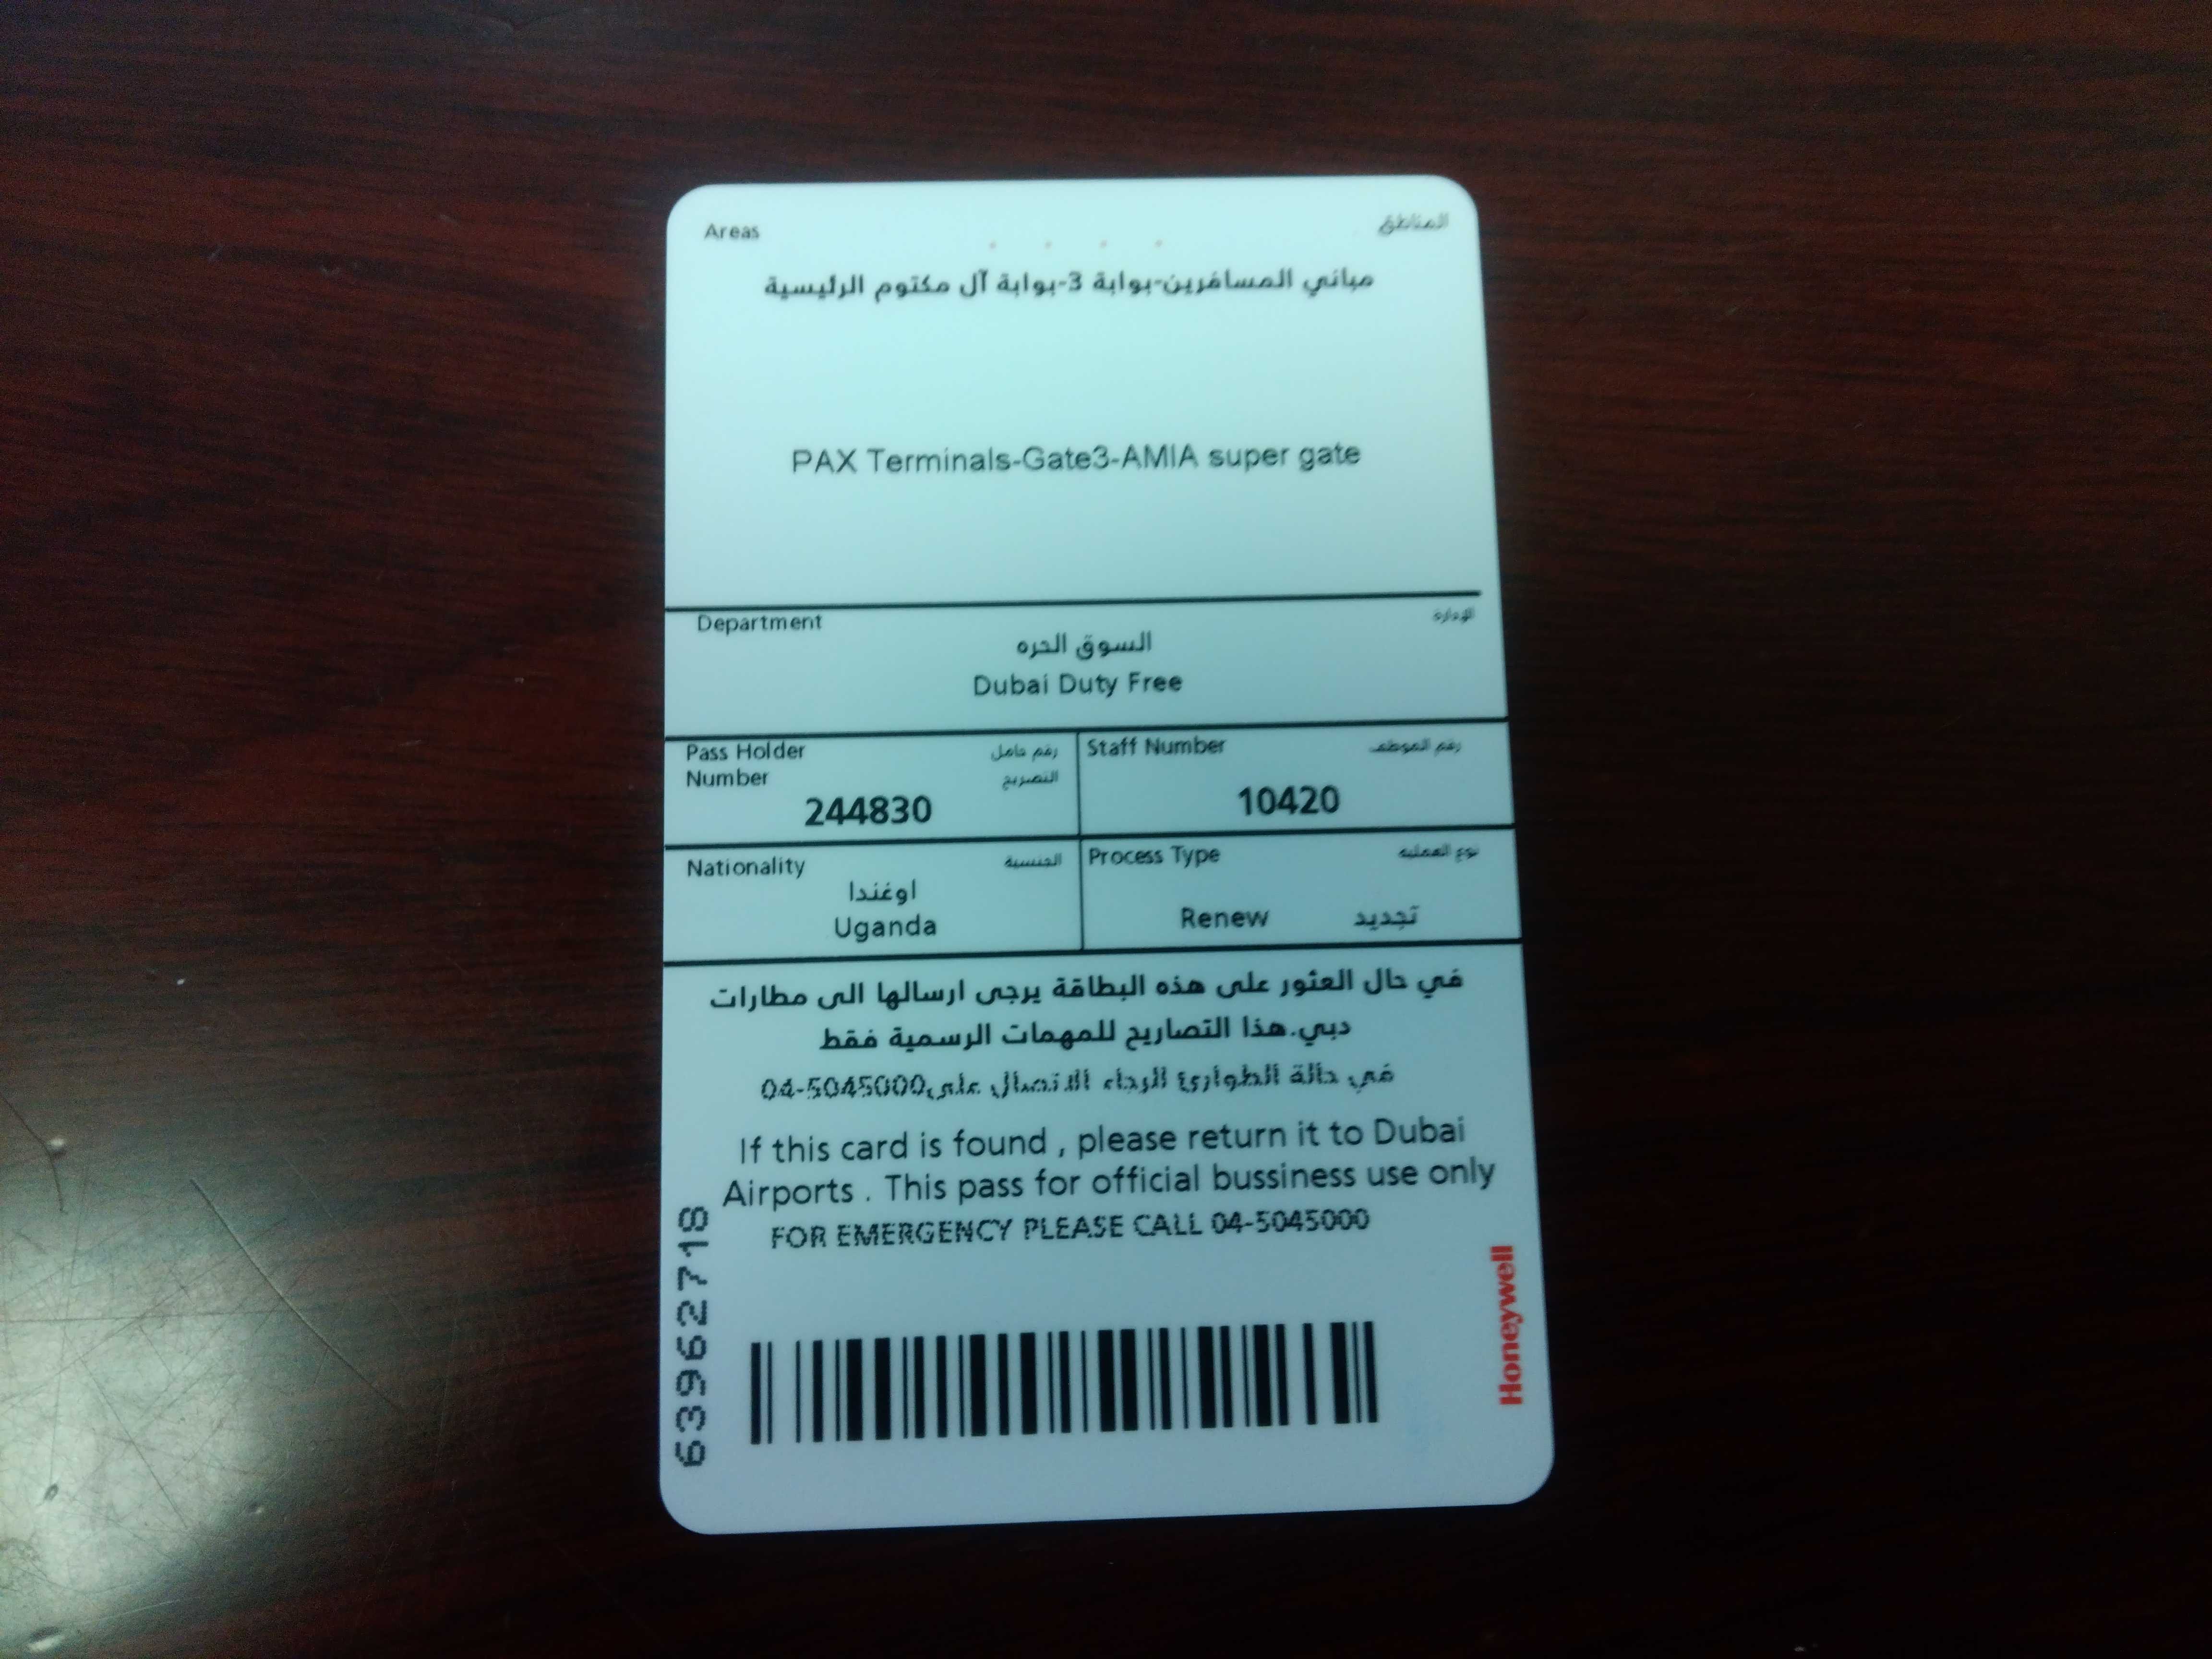 Areas المناطق
مباني المسافرين-بوابة 3-بوابة آل مكتوم الرئيسية
PAX Terminals-Gate3-AMIA super gate
Department الإدارة
السوق الحره
Dubai Duty Free
Pass Holder رقم حامل
Number التصريح
244830
Staff Number رقم الموظف
10420
Nationality الجنسية
اوغندا
Uganda
Process Type نوع العملية
Renew تجديد
في حال العثور على هذه البطاقة يرجى ارسالها الى مطارات
دبي.هذا التصاريح للمهمات الرسمية فقط
في حالة الطوارئ الرجاء الاتصال على04-5045000
If this card is found , please return it to Dubai
Airports . This pass for official bussiness use only
FOR EMERGENCY PLEASE CALL 04-5045000
63962718
Honeywell